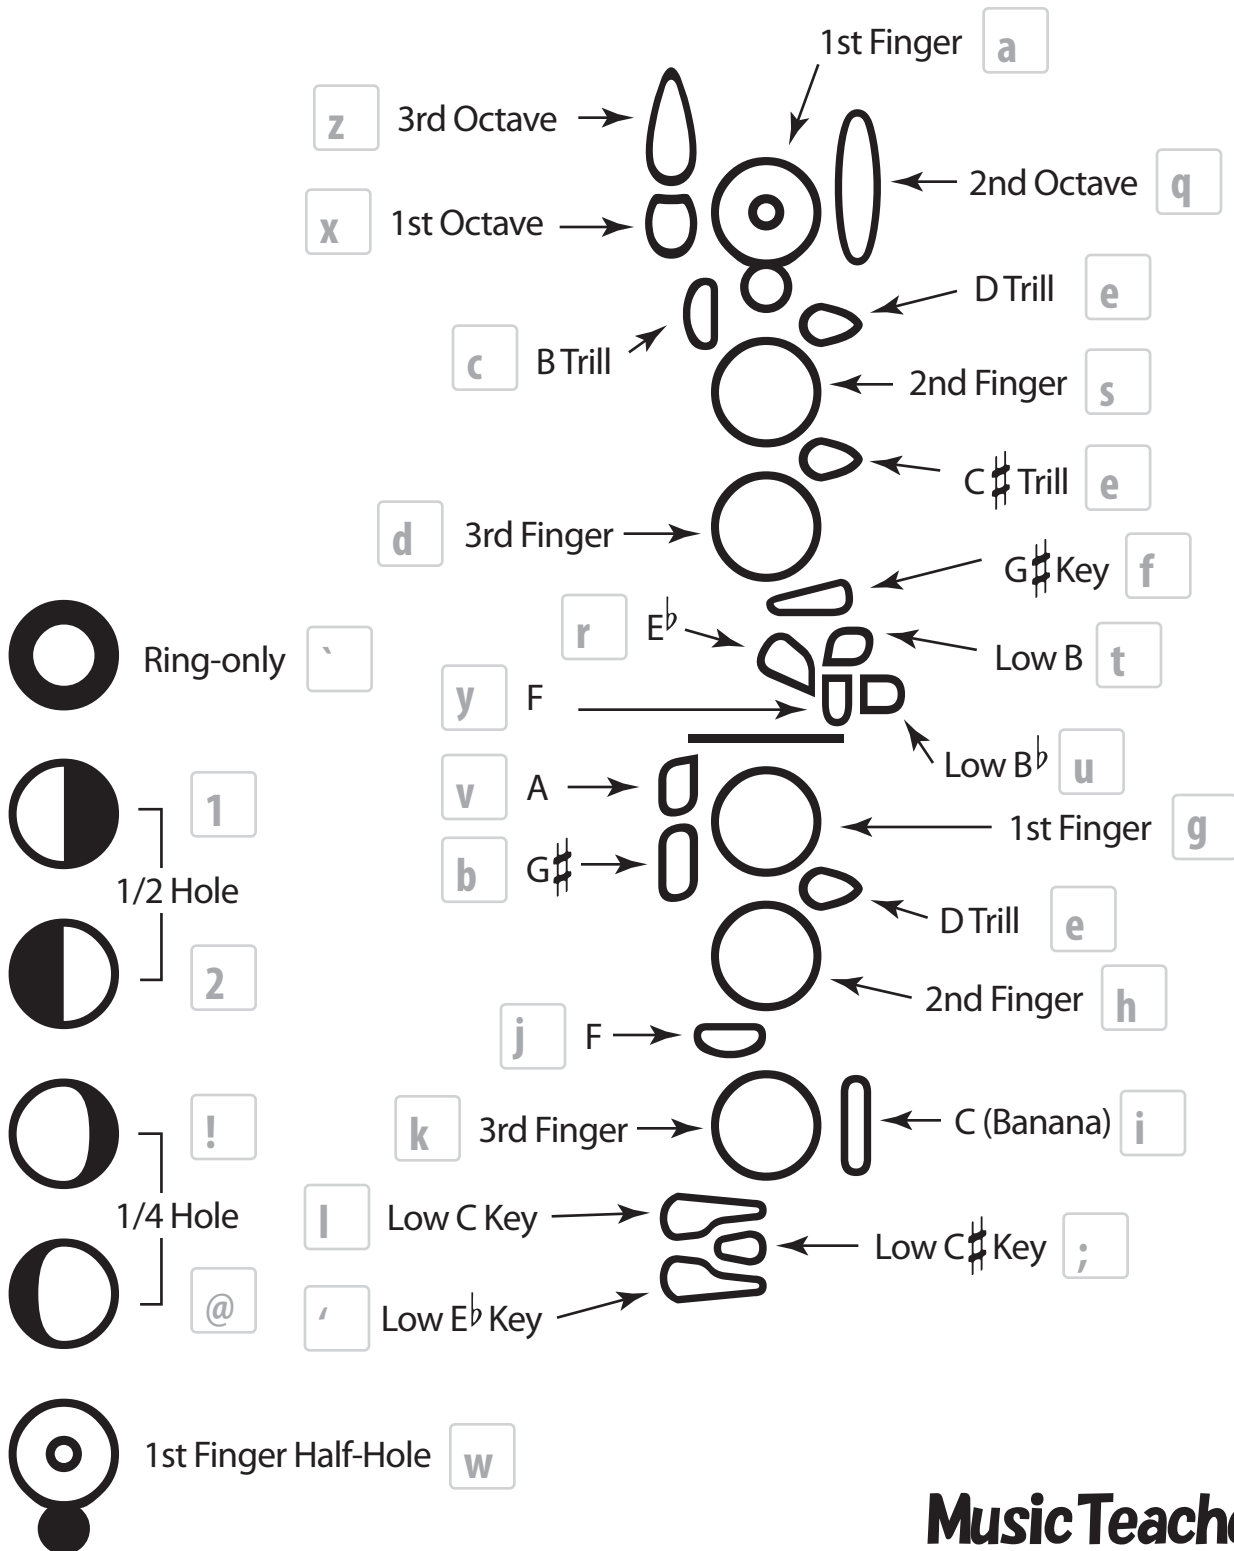 1st Finger a
z 3rd Octave
2nd Octave q
x 1st Octave
D Trill e
c B Trill
2nd Finger s
C♯ Trill e
d 3rd Finger
G♯ Key f
r E♭
Ring-only `
Low B t
y F
Low B♭ u
v A
1
1st Finger g
b G♯
1/2 Hole
D Trill e
2
2nd Finger h
j F
!
k 3rd Finger
C (Banana) i
1/4 Hole
l Low C Key
Low C♯ Key ;
@
‘ Low E♭ Key
1st Finger Half-Hole w
Music Teache